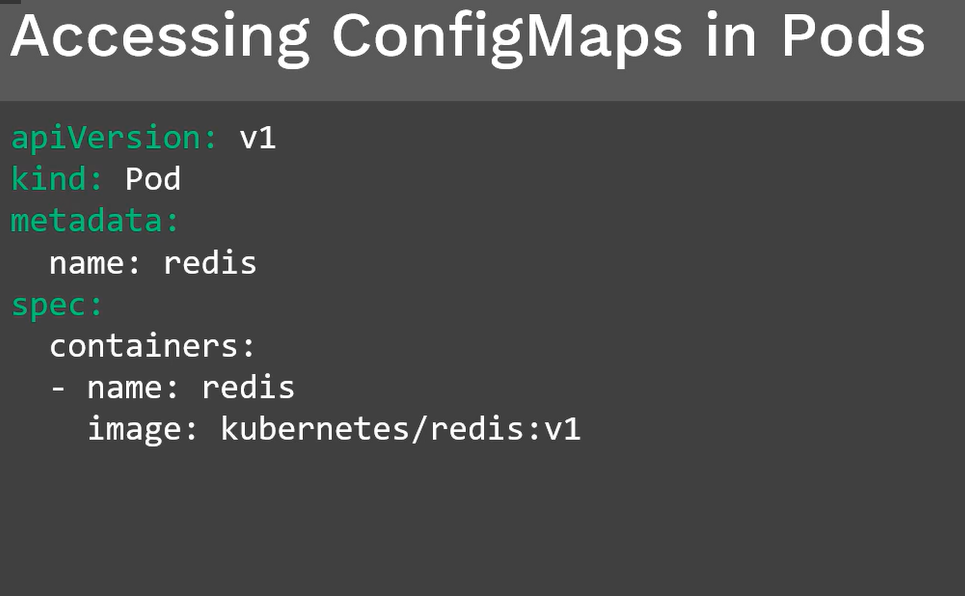 Accessing ConfigMaps in Pods
apiVersion: v1
kind: Pod
metadata:
  name: redis
spec:
  containers:
  - name: redis
    image: kubernetes/redis:v1